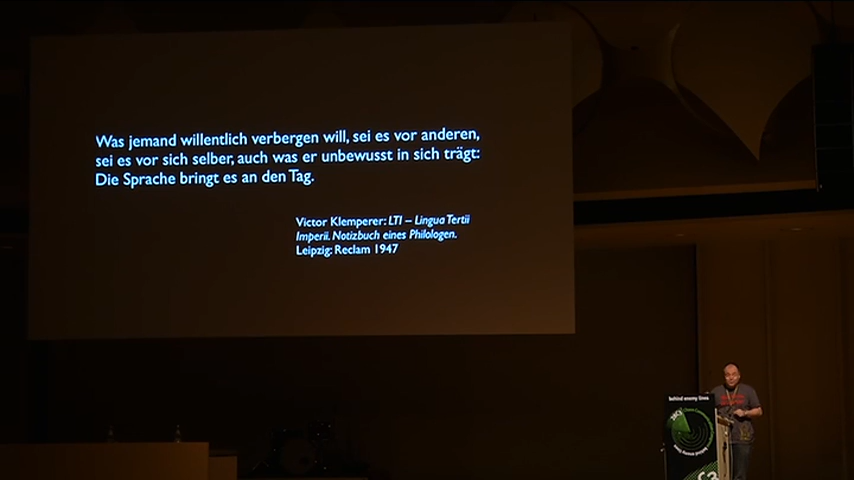 Was jemand willentlich verbergen will, sei es vor anderen,
sei es vor sich selber, auch was er unbewusst in sich trägt:
Die Sprache bringt es an den Tag.
Victor Klemperer: LTI – Lingua Tertii
Imperii. Notizbuch eines Philologen.
Leipzig: Reclam 1947
behind enemy lines